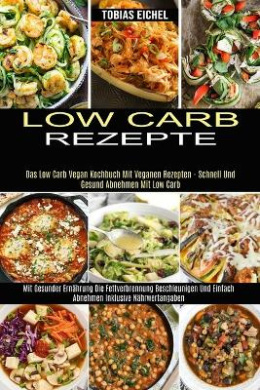 TOBIAS EICHEL
LOW CARB
REZEPTE
Das Low Carb Vegan Kochbuch Mit Veganen Rezepten - Schnell Und
Gesund Abnehmen Mit Low Carb
Mit Gesunder Ernährung Die Fettverbrennung Beschleunigen Und Einfach
Abnehmen Inklusive Nährwertangaben